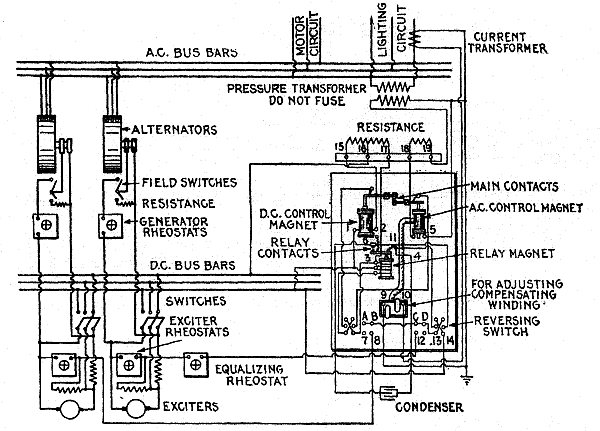 MOTOR
CIRCUIT
LIGHTING
CIRCUIT
CURRENT
TRANSFORMER
A.C. BUS BARS
PRESSURE TRANSFORMER
DO NOT FUSE
RESISTANCE
15 16 17 18 19
ALTERNATORS
FIELD SWITCHES
RESISTANCE
GENERATOR
RHEOSTATS
MAIN CONTACTS
A.C. CONTROL
MAGNET
D.C. CONTROL
MAGNET
1 2 5
RELAY
CONTACTS
11
3 4
RELAY MAGNET
D.C. BUS BARS
FOR ADJUSTING
COMPENSATING
WINDING
9 10
SWITCHES
A B C D
REVERSING
SWITCH
EXCITER
RHEOSTATS
7 8 12 13 14
EQUALIZING
RHEOSTAT
EXCITERS
CONDENSER